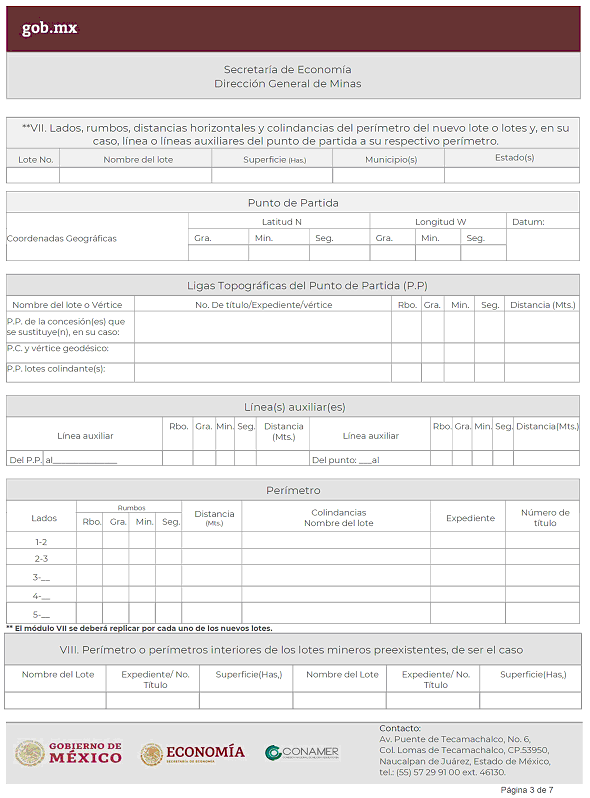 gob.mx
Secretaría de Economía
Dirección General de Minas
**VII. Lados, rumbos, distancias horizontales y colindancias del perímetro del nuevo lote o lotes y, en su
caso, línea o líneas auxiliares del punto de partida a su respectivo perímetro.
Lote No. Nombre del lote Superficie (Has,) Municipio(s) Estado(s)
Punto de Partida
Latitud N Longitud W Datum:
Coordenadas Geográficas Gra. Min. Seg. Gra. Min. Seg.
Ligas Topográficas del Punto de Partida (P.P)
Nombre del lote o Vértice No. De título/Expediente/vértice Rbo. Gra. Min. Seg. Distancia (Mts.)
P.P. de la concesión(es) que
se sustituye(n), en su caso:
P.C. y vértice geodésico:
P.P. lotes colindante(s):
Línea(s) auxiliar(es)
Línea auxiliar Rbo. Gra. Min. Seg. Distancia
(Mts.) Línea auxiliar Rbo. Gra. Min. Seg. Distancia(Mts.)
Del P.P. al______________ Del punto: ___al
Perímetro
Lados Rumbos Distancia
(Mts.) Colindancias
Nombre del lote Expediente Número de
título
Rbo. Gra. Min. Seg.
1-2
2-3
3-__
4-__
5-__
** El módulo VII se deberá replicar por cada uno de los nuevos lotes.
VIII. Perímetro o perímetros interiores de los lotes mineros preexistentes, de ser el caso
Nombre del Lote Expediente/ No.
Título Superficie(Has,) Nombre del Lote Expediente/ No.
Título Superficie(Has,)
GOBIERNO DE
MÉXICO
ECONOMÍA
SECRETARÍA DE ECONOMÍA
CONAMER
Contacto:
Av. Puente de Tecamachalco, No. 6,
Col. Lomas de Tecamachalco, CP.53950,
Naucalpan de Juárez, Estado de México,
tel.: (55) 57 29 91 00 ext. 46130.
Página 3 de 7